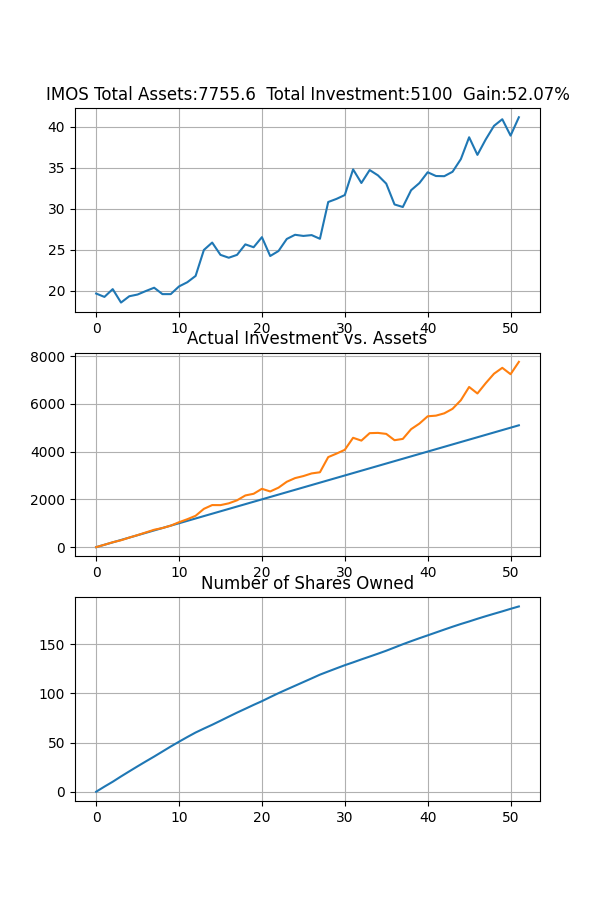 IMOS Total Assets:7755.6  Total Investment:5100  Gain:52.07%
40
35
30
25
20
0 10 20 30 40 50
Actual Investment vs. Assets
8000
6000
4000
2000
0
0 10 20 30 40 50
Number of Shares Owned
150
100
50
0
0 10 20 30 40 50